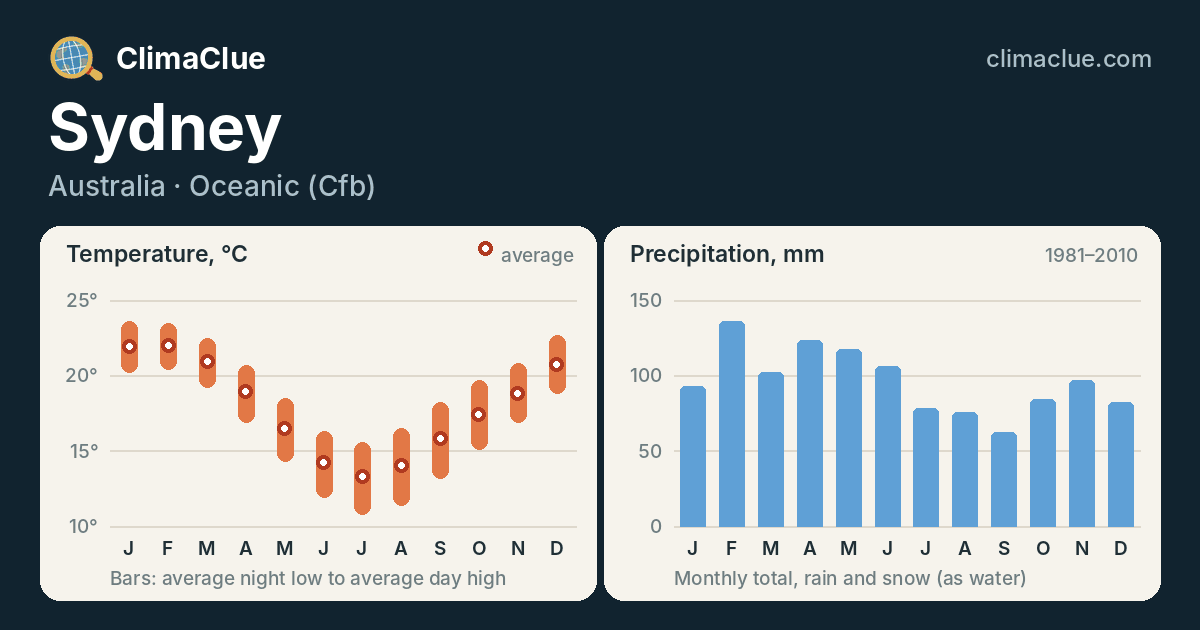 ClimaClue
climaclue.com
Sydney
Australia · Oceanic (Cfb)
Temperature, °C
average
25°
20°
15°
10°
J F M A M J J A S O N D
Bars: average night low to average day high
Precipitation, mm
1981–2010
150
100
50
0
J F M A M J J A S O N D
Monthly total, rain and snow (as water)